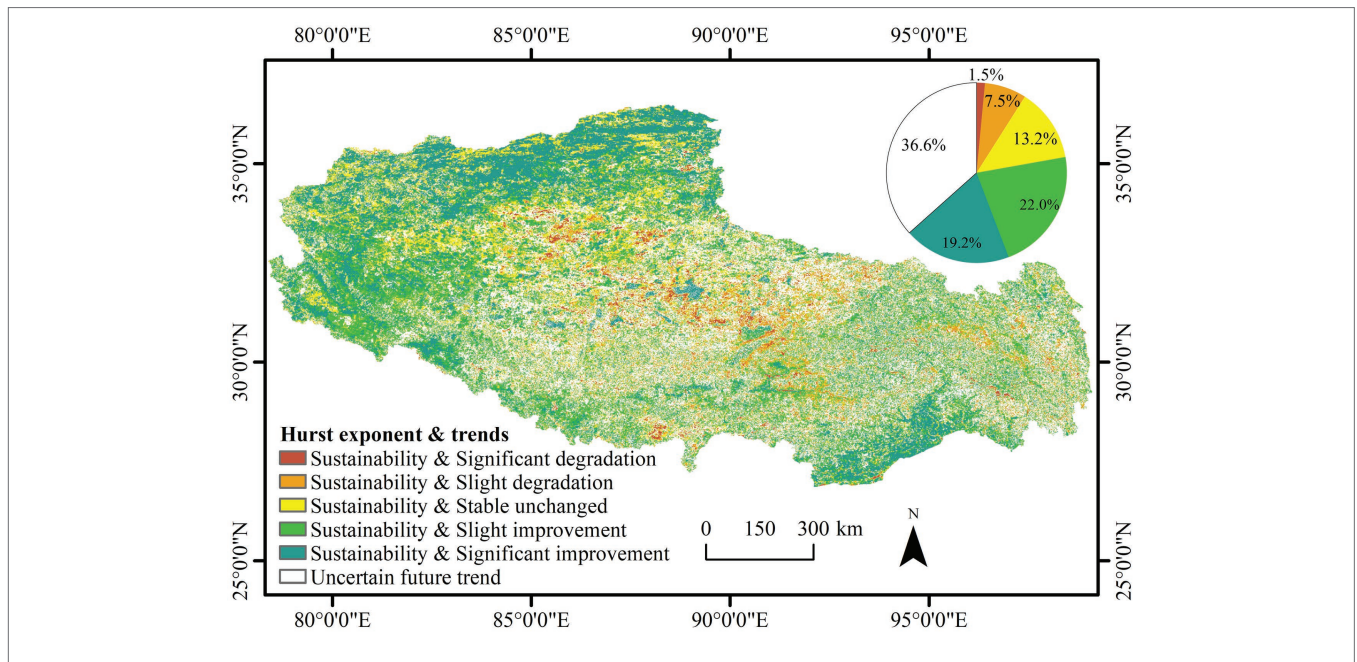 80°0'0"E 85°0'0"E 90°0'0"E 95°0'0"E
1.5%
7.5%
36.6%
13.2%
22.0%
19.2%
35°0'0"N
35°0'0"N
30°0'0"N
30°0'0"N
25°0'0"N
25°0'0"N
Hurst exponent & trends
Sustainability & Significant degradation
Sustainability & Slight degradation
Sustainability & Stable unchanged
Sustainability & Slight improvement
Sustainability & Significant improvement
Uncertain future trend
0 150 300 km
N
80°0'0"E 85°0'0"E 90°0'0"E 95°0'0"E